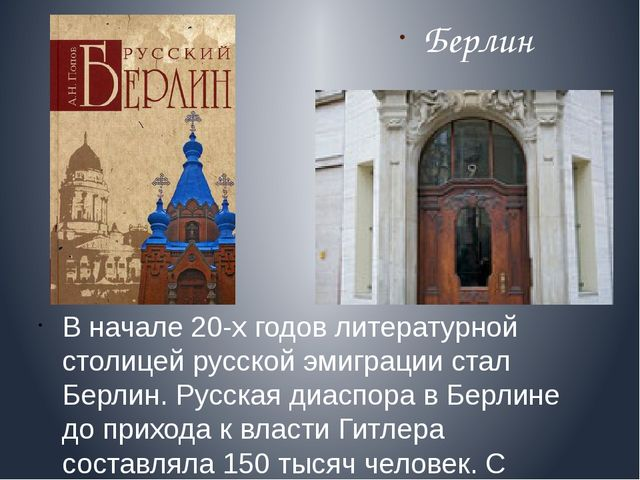 Берлин
А.Н. Попов
РУССКИЙ
БЕРЛИН
В начале 20-х годов литературной
столицей русской эмиграции стал
Берлин. Русская диаспора в Берлине
до прихода к власти Гитлера
составляла 150 тысяч человек. С